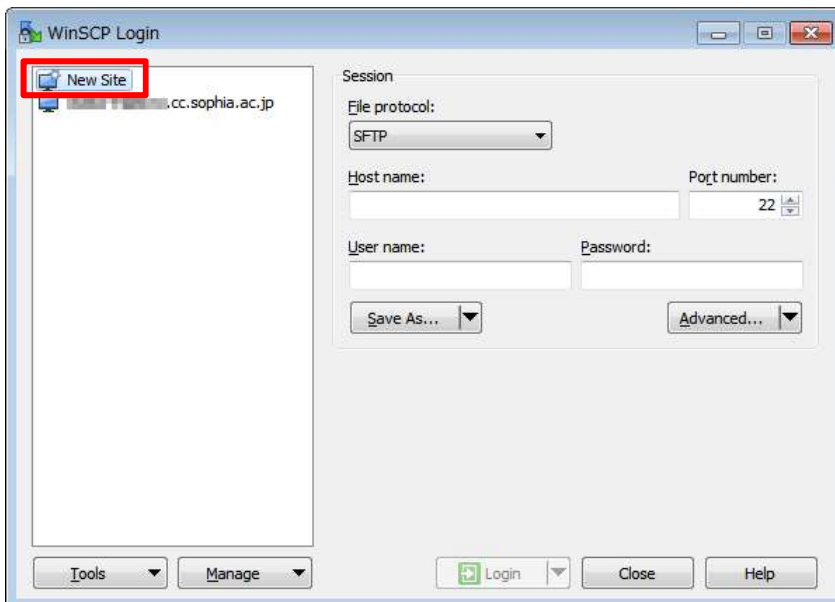 WinSCP Login
New Site
.cc.sophia.ac.jp
Session
File protocol:
SFTP
Host name:
Port number:
22
User name:
Password:
Save As...
Advanced...
Tools
Manage
Login
Close
Help